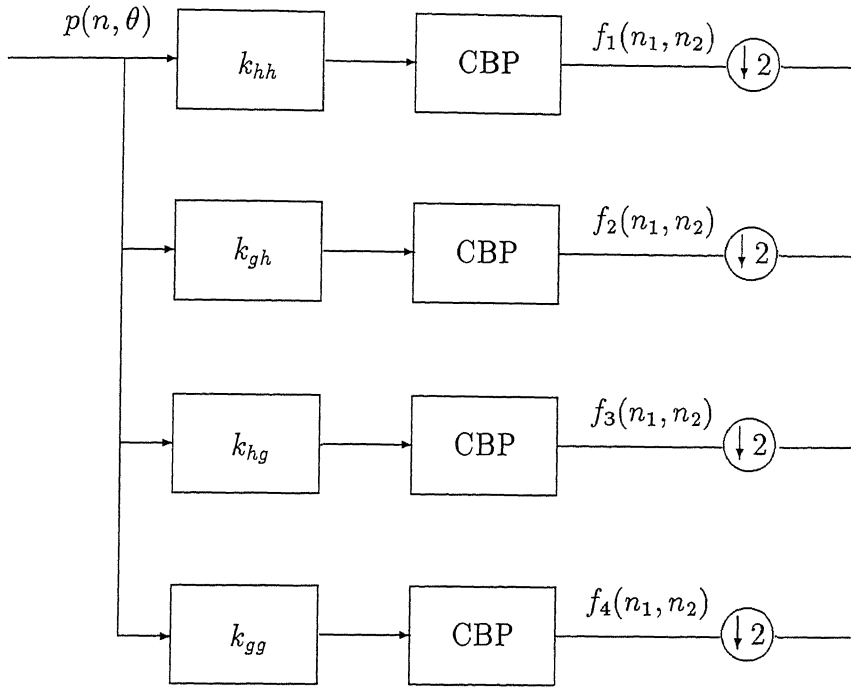 p(n, θ)
k_hh
CBP
f_1(n_1, n_2)
↓ 2
k_gh
CBP
f_2(n_1, n_2)
↓ 2
k_hg
CBP
f_3(n_1, n_2)
↓ 2
k_gg
CBP
f_4(n_1, n_2)
↓ 2